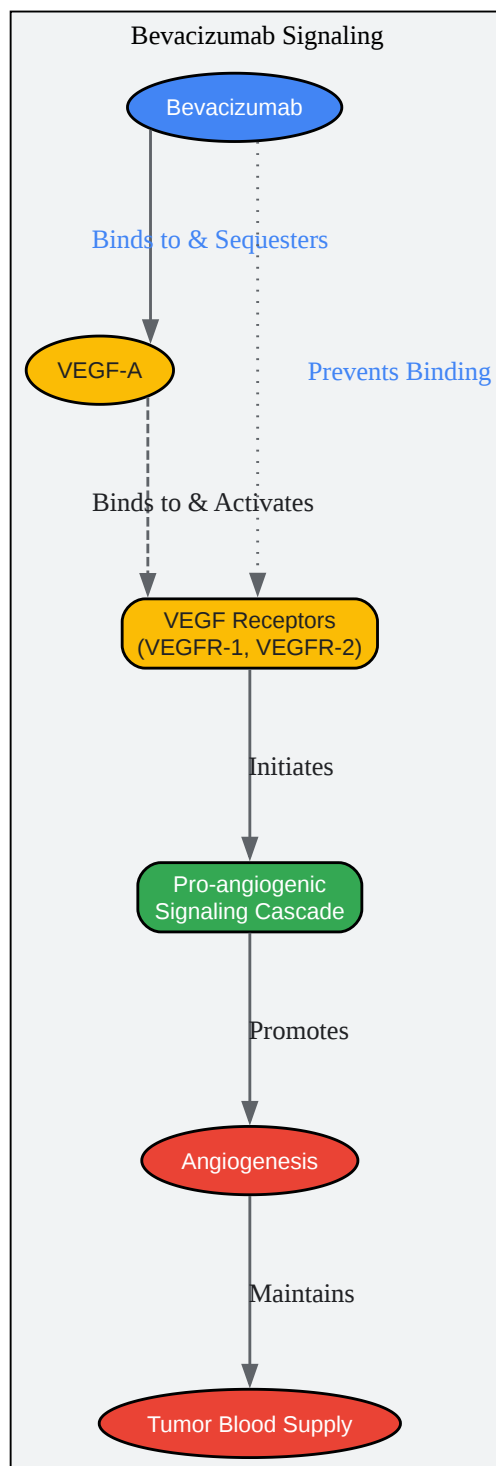 Bevacizumab Signaling
Bevacizumab
Binds to & Sequesters
VEGF-A
Prevents Binding
Binds to & Activates
VEGF Receptors
(VEGFR-1, VEGFR-2)
Initiates
Pro-angiogenic
Signaling Cascade
Promotes
Angiogenesis
Maintains
Tumor Blood Supply